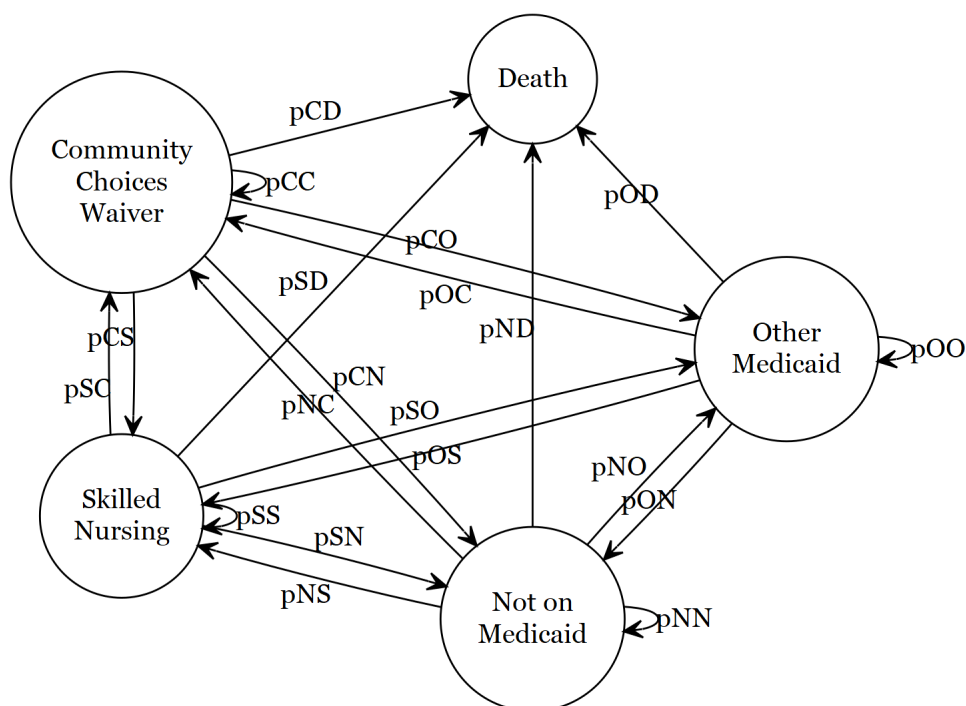 Death
pCD
Community
Choices
Waiver
pCC
pOD
pCO
pSD
pOC
pND
Other
Medicaid
pOO
pCS
pSC
pCN
pNC
pSO
pOS
pNO
pON
Skilled
Nursing
pSS
pSN
pNS
Not on
Medicaid
pNN